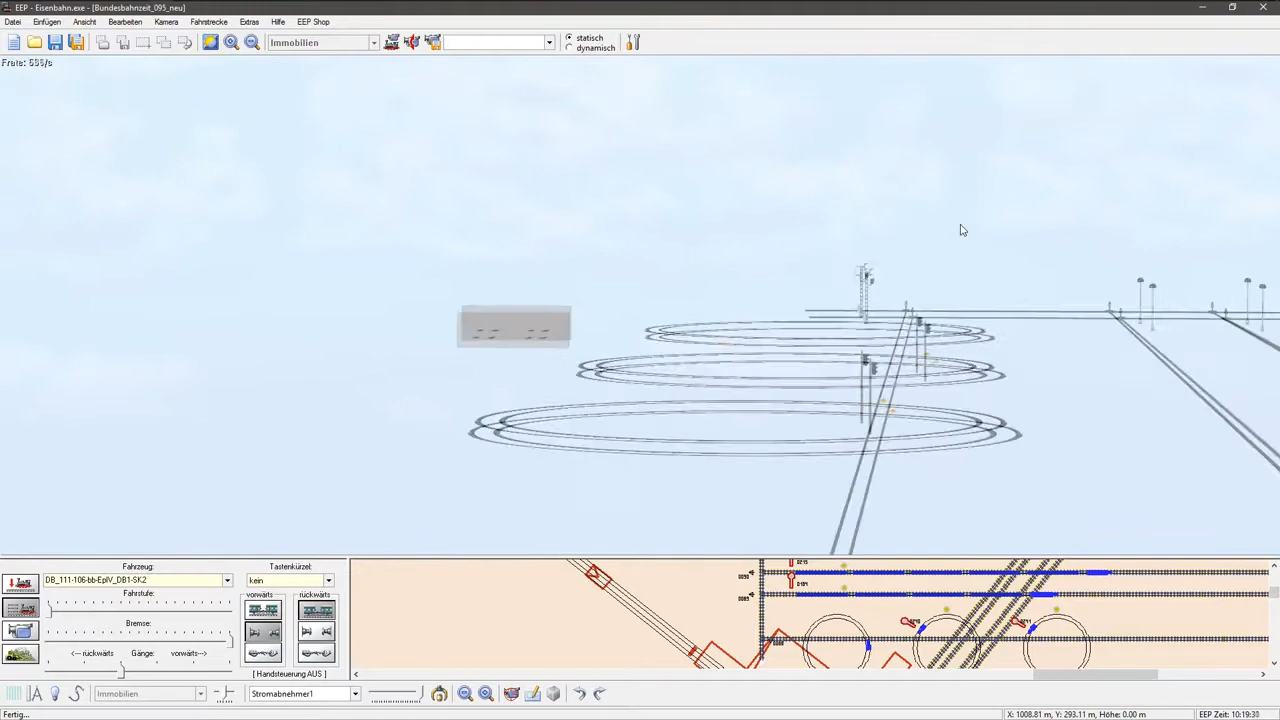 EEP - Eisenbahn.exe - [Bundesbahnzeit_095_neu]
Datei Einfügen Ansicht Bearbeiten Kamera Fahrstrecke Extras Hilfe EEP Shop
Immobilien
statisch
dynamisch
Fahrzeug: Tastenkürzel:
DB_111-106-bb-EpIV_DB1-SK2 kein
Fahrstufe: vorwärts rückwärts
Bremse:
<--- rückwärts Gänge: vorwärts--->
[ Handsteuerung AUS ]
Immobilien Stromabnehmer1
Fertig... X: 1008.81 m, Y: 293.11 m, Höhe: 0.00 m EEP Zeit: 10:19:30